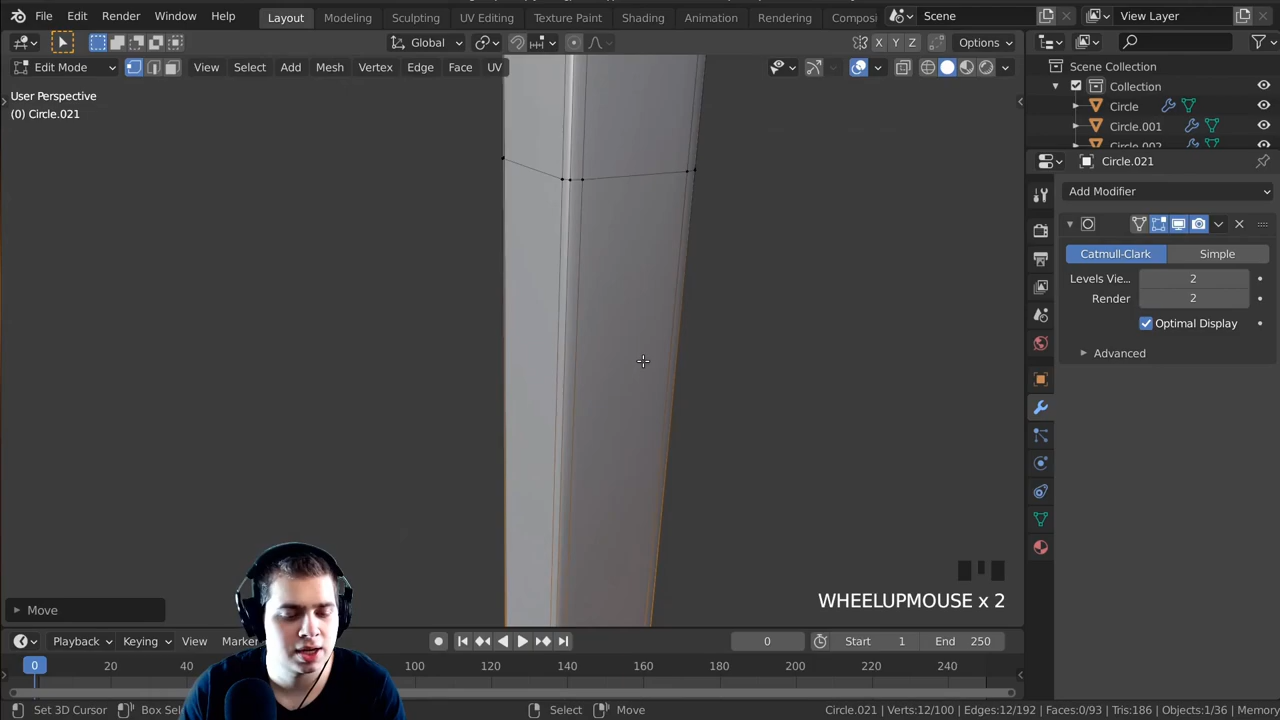 File Edit Render Window Help Layout Modeling Sculpting UV Editing Texture Paint Shading Animation Rendering Composi Scene View Layer
Global X Y Z Options
Edit Mode View Select Add Mesh Vertex Edge Face UV
User Perspective
(0) Circle.021
Scene Collection
Collection
Circle
Circle.001
Circle.002
Circle.021
Add Modifier
Catmull-Clark Simple
Levels Vie... 2
Render 2
Optimal Display
Advanced
WHEELUPMOUSE x 2
Move
Playback Keying View Marker 0 Start 1 End 250
0 20 40 100 120 140 160 180 200 220 240
Set 3D Cursor Box Sel Select Move Circle.021 | Verts:12/100 | Edges:12/192 | Faces:0/93 | Tris:186 | Objects:1/36 | Memory